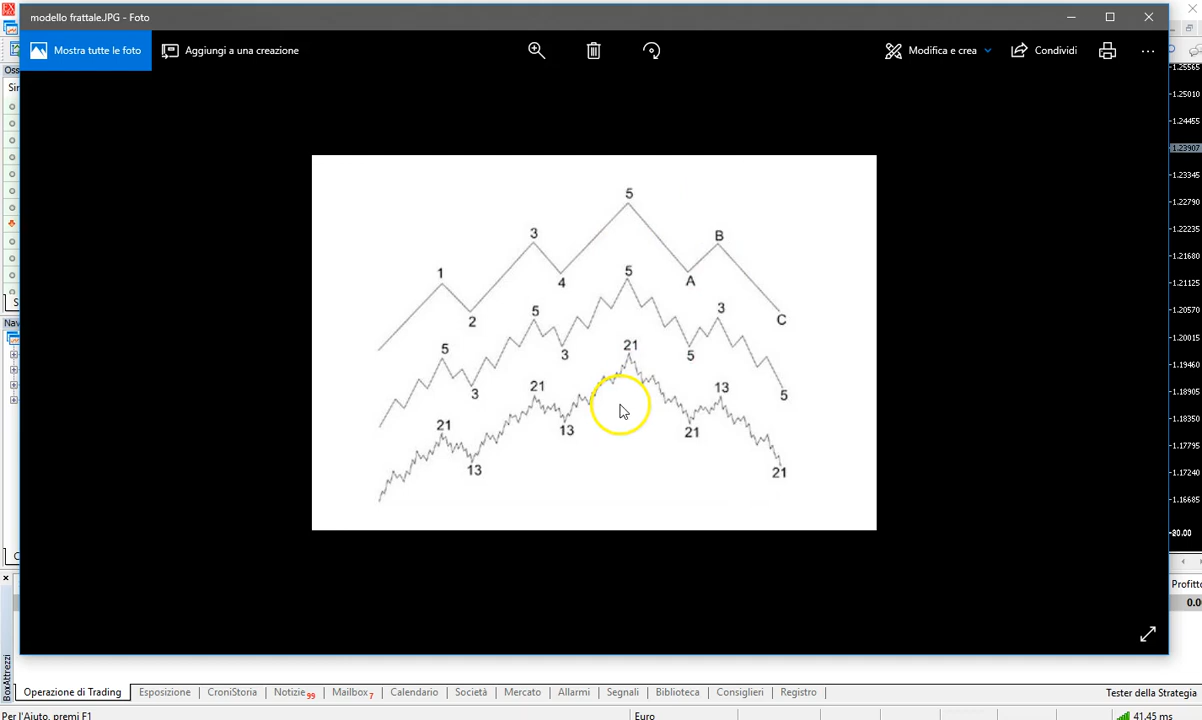 modello frattale.JPG - Foto
Mostra tutte le foto
Aggiungi a una creazione
Modifica e crea
Condividi
5
3
B
1
4
A
2
C
5
5
3
5
3
5
3
5
21
21
13
21
13
21
13
21
1.25565
1.25010
1.24455
1.23907
1.23345
1.22790
1.22235
1.21680
1.21125
1.20570
1.20015
1.19460
1.18905
1.18350
1.17795
1.17240
1.16685
Profitto
BoxAttrezzi
Operazione di Trading
Esposizione
CroniStoria
Notizie 99
Mailbox 7
Calendario
Società
Mercato
Allarmi
Segnali
Biblioteca
Consiglieri
Registro
Tester della Strategia
Per l'Aiuto, premi F1
Euro
41.45 ms